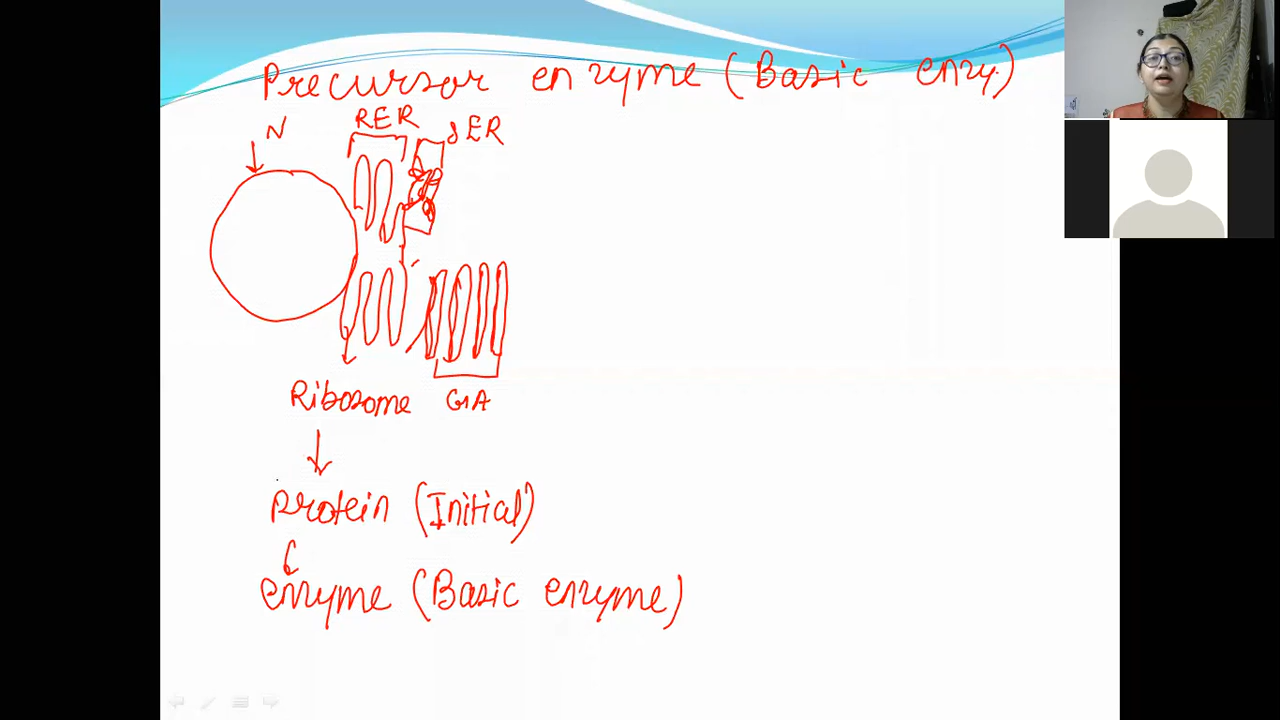 Precursor enzyme (Basic enzy.)
N
RER
SER
Ribosome
GA
Protein (Initial)
enzyme (Basic enzyme)